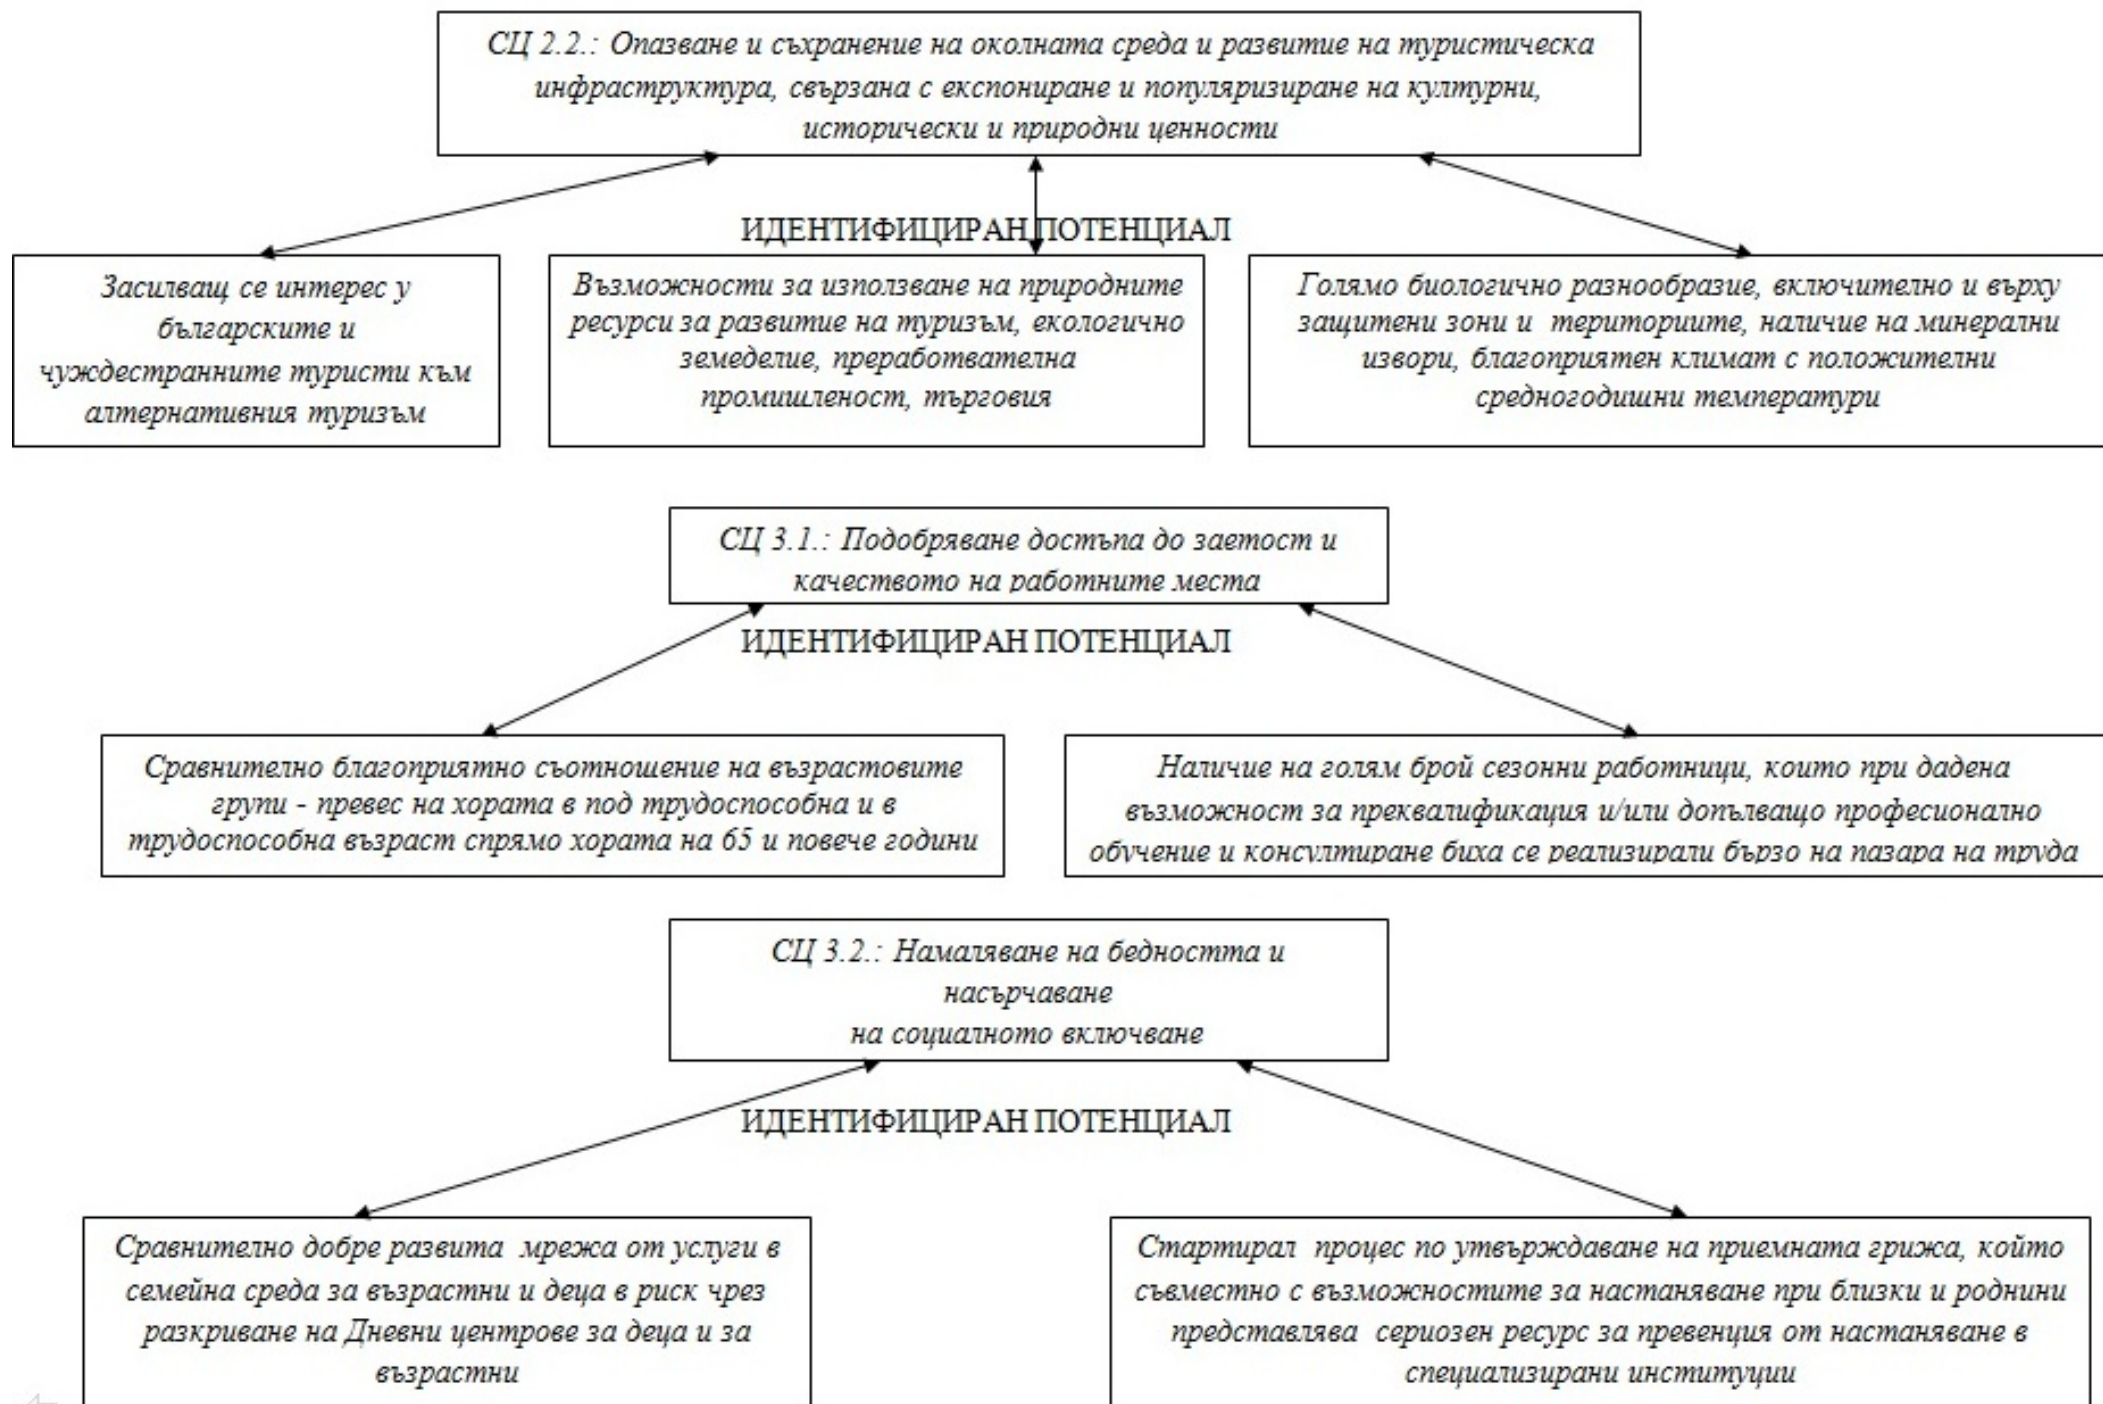 СЦ 2.2.: Опазване и съхранение на околната среда и развитие на туристическа
инфраструктура, свързана с експониране и популяризиране на културни,
исторически и природни ценности
ИДЕНТИФИЦИРАН ПОТЕНЦИАЛ
Засилващ се интерес у
българските и
чуждестранните туристи към
алтернативния туризъм
Възможности за използване на природните
ресурси за развитие на туризъм, екологично
земеделие, преработвателна
промишленост, търговия
Голямо биологично разнообразие, включително и върху
защитени зони и териториите, наличие на минерални
извори, благоприятен климат с положителни
средногодишни температури
СЦ 3.1.: Подобряване достъпа до заетост и
качеството на работните места
ИДЕНТИФИЦИРАН ПОТЕНЦИАЛ
Сравнително благоприятно съотношение на възрастовите
групи - превес на хората в под трудоспособна и в
трудоспособна възраст спрямо хората на 65 и повече години
Наличие на голям брой сезонни работници, които при дадена
възможност за преквалификация и/или допълващо професионално
обучение и консултиране биха се реализирали бързо на пазара на труда
СЦ 3.2.: Намаляване на бедността и
насърчаване
на социалното включване
ИДЕНТИФИЦИРАН ПОТЕНЦИАЛ
Сравнително добре развита мрежа от услуги в
семейна среда за възрастни и деца в риск чрез
разкриване на Дневни центрове за деца и за
възрастни
Стартирал процес по утвърждаване на приемната грижа, който
съвместно с възможностите за настаняване при близки и роднини
представлява сериозен ресурс за превенция от настаняване в
специализирани институции